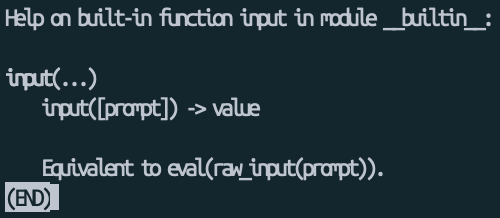 Help on built-in function input in module __builtin__:
input(...)
input([prompt]) -> value
Equivalent to eval(raw_input(prompt)).
(END)